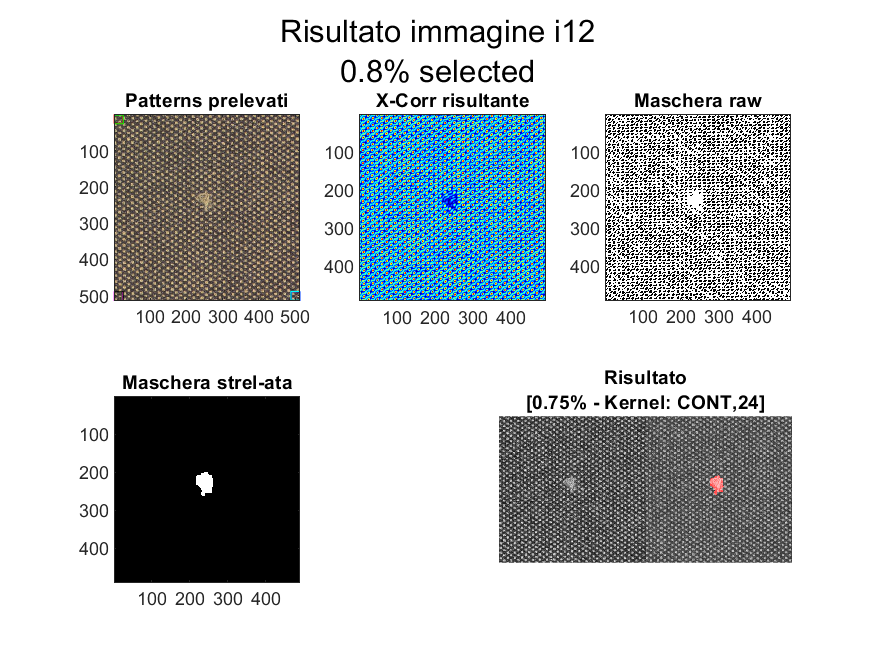 Risultato immagine i12
0.8% selected
Patterns prelevati
100
200
300
400
500
100 200 300 400 500
X-Corr risultante
100
200
300
400
100 200 300 400
Maschera raw
100
200
300
400
100 200 300 400
Maschera strel-ata
100
200
300
400
100 200 300 400
Risultato
[0.75% - Kernel: CONT,24]